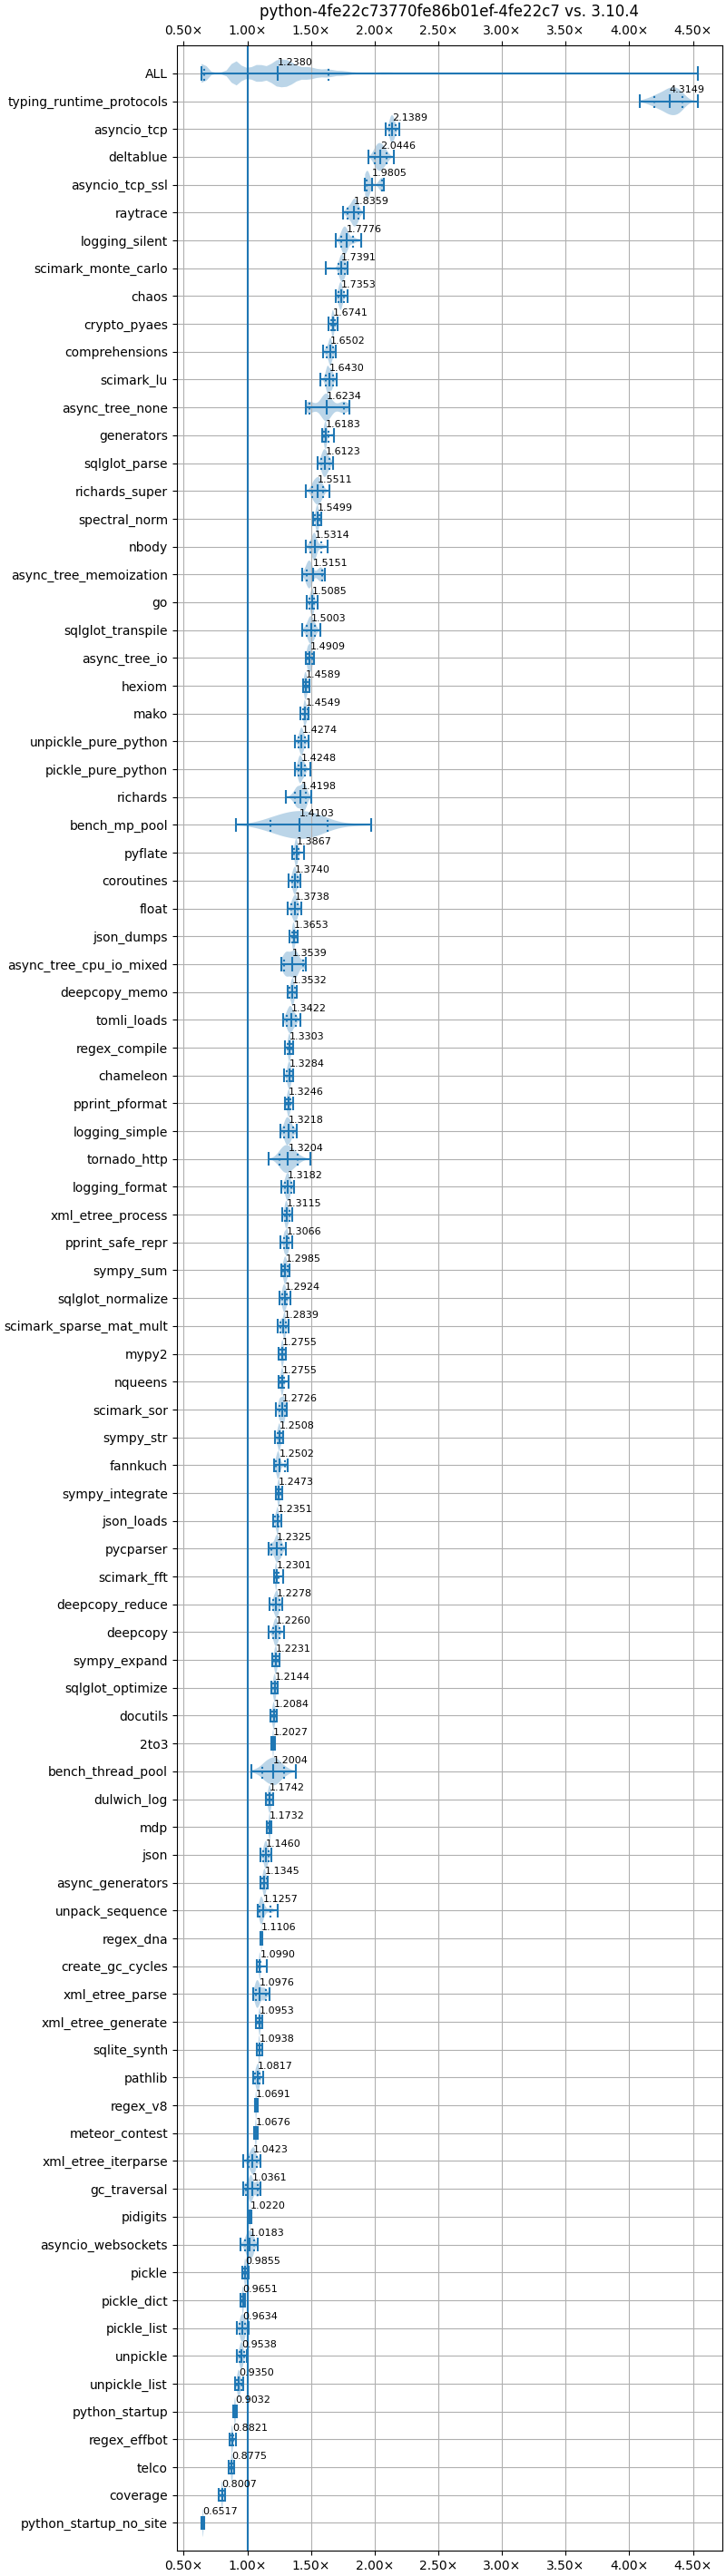 python-4fe22c73770fe86b01ef-4fe22c7 vs. 3.10.4
0.50× 1.00× 1.50× 2.00× 2.50× 3.00× 3.50× 4.00× 4.50×
ALL 1.2380
typing_runtime_protocols 4.3149
asyncio_tcp 2.1389
deltablue 2.0446
asyncio_tcp_ssl 1.9805
raytrace 1.8359
logging_silent 1.7776
scimark_monte_carlo 1.7391
chaos 1.7353
crypto_pyaes 1.6741
comprehensions 1.6502
scimark_lu 1.6430
async_tree_none 1.6234
generators 1.6183
sqlglot_parse 1.6123
richards_super 1.5511
spectral_norm 1.5499
nbody 1.5314
async_tree_memoization 1.5151
go 1.5085
sqlglot_transpile 1.5003
async_tree_io 1.4909
hexiom 1.4589
mako 1.4549
unpickle_pure_python 1.4274
pickle_pure_python 1.4248
richards 1.4198
bench_mp_pool 1.4103
pyflate 1.3867
coroutines 1.3740
float 1.3738
json_dumps 1.3653
async_tree_cpu_io_mixed 1.3539
deepcopy_memo 1.3532
tomli_loads 1.3422
regex_compile 1.3303
chameleon 1.3284
pprint_pformat 1.3246
logging_simple 1.3218
tornado_http 1.3204
logging_format 1.3182
xml_etree_process 1.3115
pprint_safe_repr 1.3066
sympy_sum 1.2985
sqlglot_normalize 1.2924
scimark_sparse_mat_mult 1.2839
mypy2 1.2755
nqueens 1.2755
scimark_sor 1.2726
sympy_str 1.2508
fannkuch 1.2502
sympy_integrate 1.2473
json_loads 1.2351
pycparser 1.2325
scimark_fft 1.2301
deepcopy_reduce 1.2278
deepcopy 1.2260
sympy_expand 1.2231
sqlglot_optimize 1.2144
docutils 1.2084
2to3 1.2027
bench_thread_pool 1.2004
dulwich_log 1.1742
mdp 1.1732
json 1.1460
async_generators 1.1345
unpack_sequence 1.1257
regex_dna 1.1106
create_gc_cycles 1.0990
xml_etree_parse 1.0976
xml_etree_generate 1.0953
sqlite_synth 1.0938
pathlib 1.0817
regex_v8 1.0691
meteor_contest 1.0676
xml_etree_iterparse 1.0423
gc_traversal 1.0361
pidigits 1.0220
asyncio_websockets 1.0183
pickle 0.9855
pickle_dict 0.9651
pickle_list 0.9634
unpickle 0.9538
unpickle_list 0.9350
python_startup 0.9032
regex_effbot 0.8821
telco 0.8775
coverage 0.8007
python_startup_no_site 0.6517
0.50× 1.00× 1.50× 2.00× 2.50× 3.00× 3.50× 4.00× 4.50×